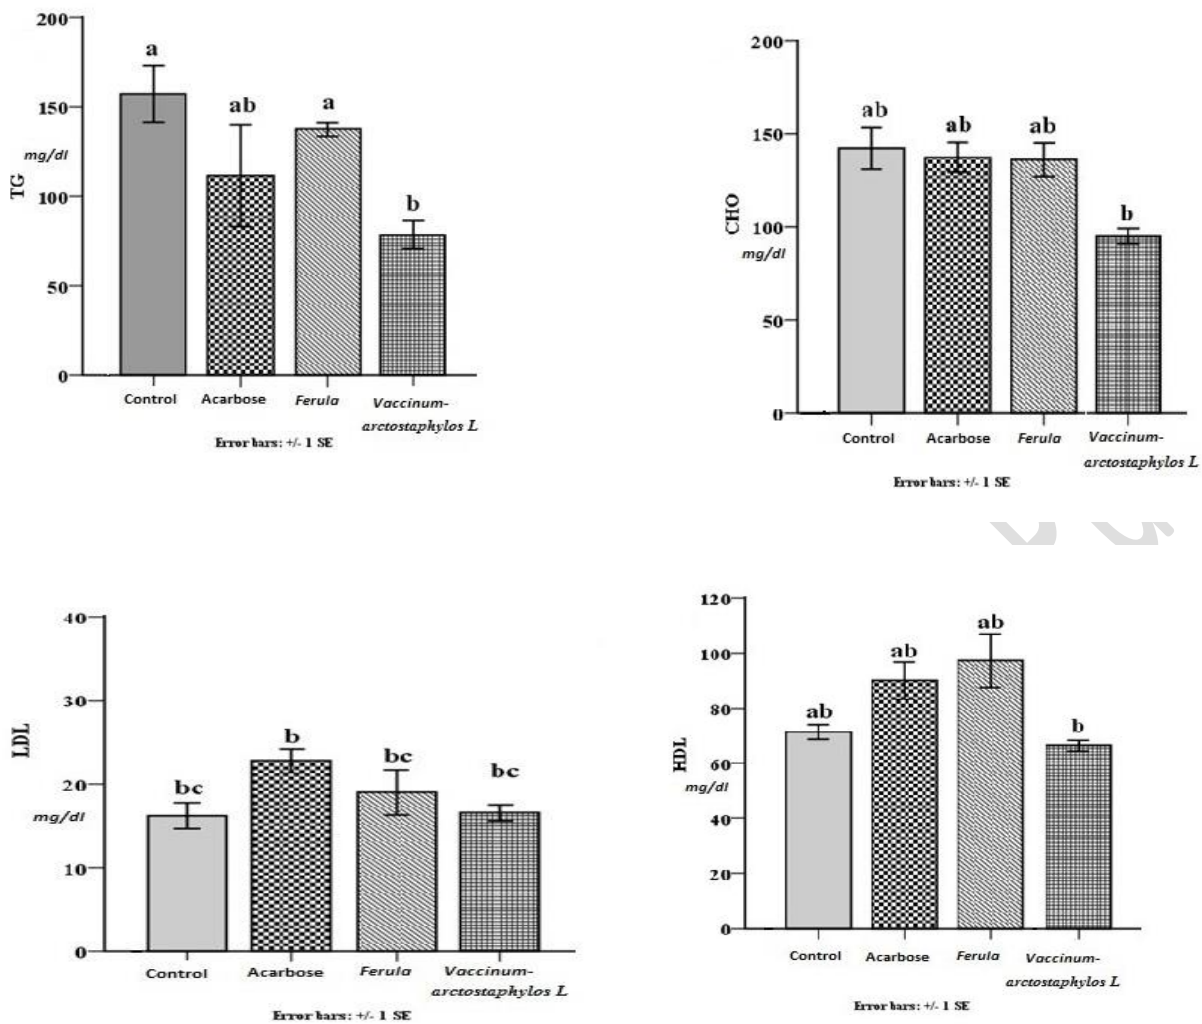 200
150
100
50
0
mg/dl
TG
a
ab
a
b
Control
Acarbose
Ferula
Vaccinum-
arctostaphylos L
Error bars: +/- 1 SE
200
150
100
50
0
CHO
mg/dl
ab
ab
ab
b
Control
Acarbose
Ferula
Vaccinum-
arctostaphylos L
Error bars: +/- 1 SE
40
30
20
10
0
LDL
mg/dl
bc
b
bc
bc
Control
Acarbose
Ferula
Vaccinum-
arctostaphylos L
Error bars: +/- 1 SE
120
100
80
60
40
20
0
HDL
mg/dl
ab
ab
ab
b
Control
Acarbose
Ferula
Vaccinum-
arctostaphylos L
Error bars: +/- 1 SE